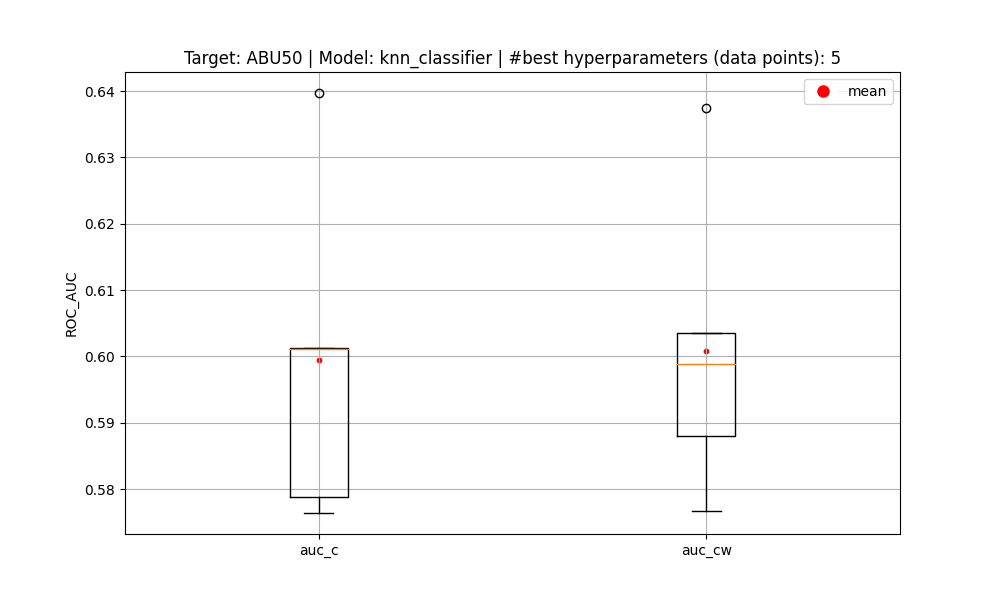 Target: ABU50 | Model: knn_classifier | #best hyperparameters (data points): 5
mean
0.64
0.63
0.62
0.61
0.60
0.59
0.58
ROC_AUC
auc_c
auc_cw